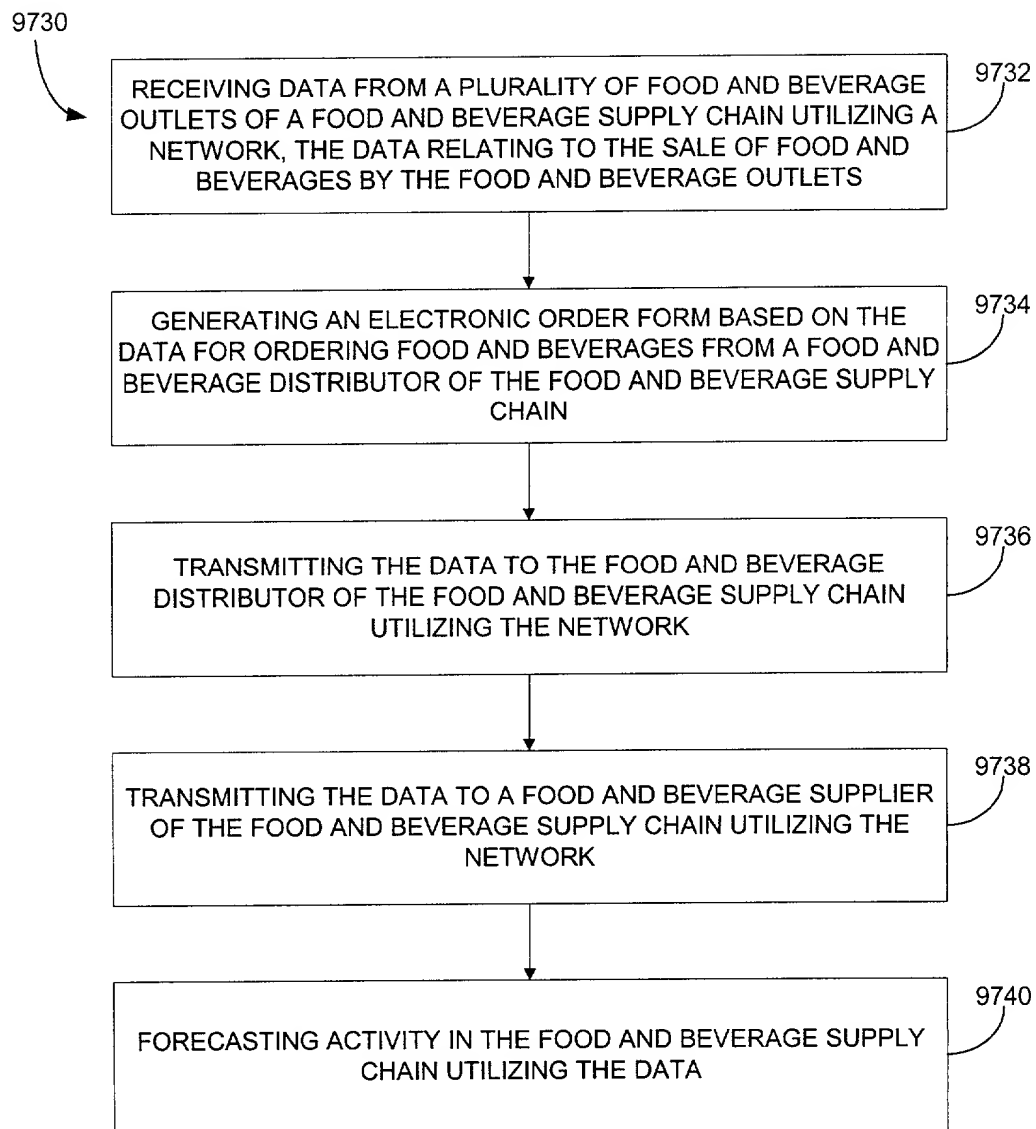 9730
RECEIVING DATA FROM A PLURALITY OF FOOD AND BEVERAGE
OUTLETS OF A FOOD AND BEVERAGE SUPPLY CHAIN UTILIZING A
NETWORK, THE DATA RELATING TO THE SALE OF FOOD AND
BEVERAGES BY THE FOOD AND BEVERAGE OUTLETS
9732
GENERATING AN ELECTRONIC ORDER FORM BASED ON THE
DATA FOR ORDERING FOOD AND BEVERAGES FROM A FOOD AND
BEVERAGE DISTRIBUTOR OF THE FOOD AND BEVERAGE SUPPLY
CHAIN
9734
TRANSMITTING THE DATA TO THE FOOD AND BEVERAGE
DISTRIBUTOR OF THE FOOD AND BEVERAGE SUPPLY CHAIN
UTILIZING THE NETWORK
9736
TRANSMITTING THE DATA TO A FOOD AND BEVERAGE SUPPLIER
OF THE FOOD AND BEVERAGE SUPPLY CHAIN UTILIZING THE
NETWORK
9738
FORECASTING ACTIVITY IN THE FOOD AND BEVERAGE SUPPLY
CHAIN UTILIZING THE DATA
9740